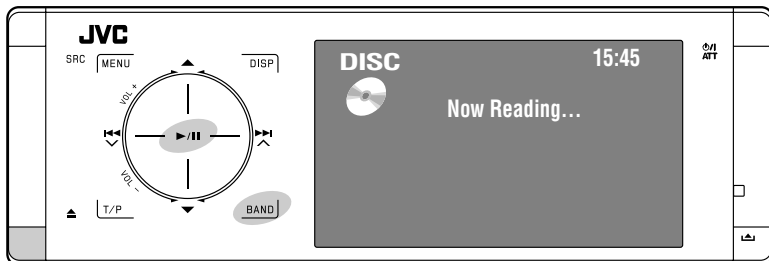 JVC
SRC
MENU
DISP
VOL +
VOL –
T/P
BAND
DISC
15:45
Now Reading…
/I
ATT